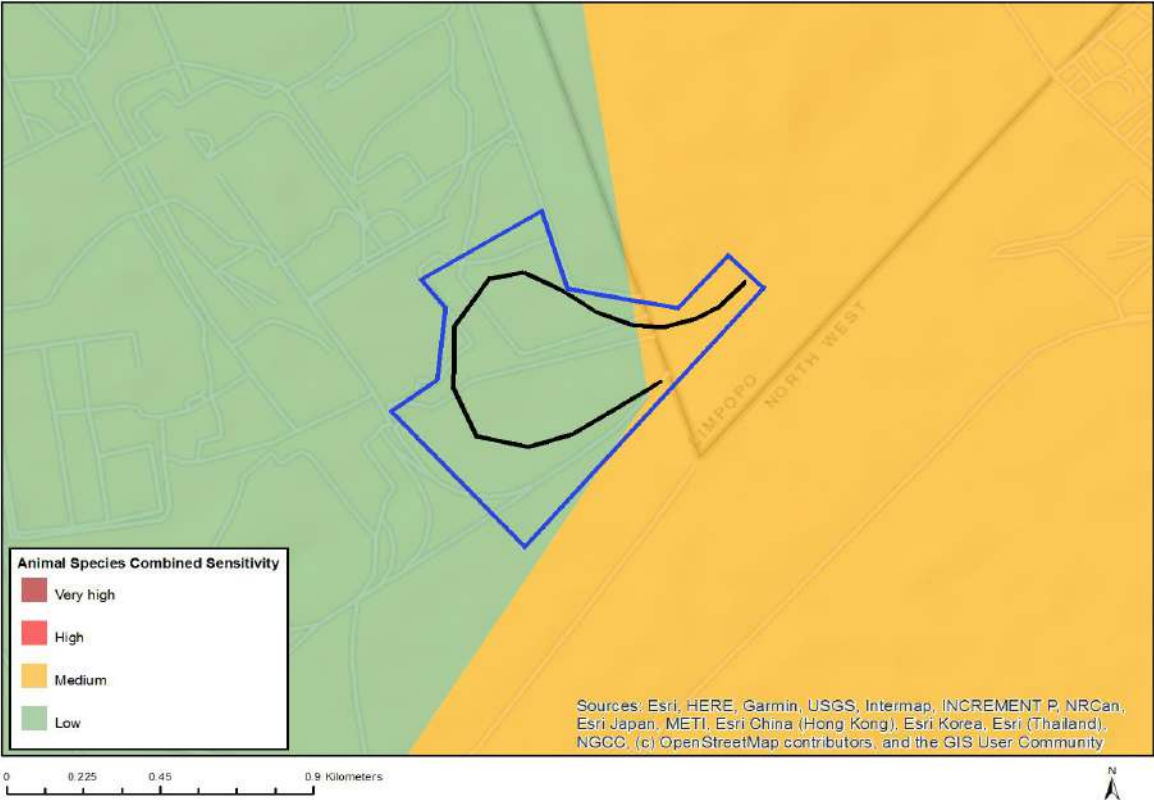 LIMPOPO
NORTH WEST
Animal Species Combined Sensitivity
Very high
High
Medium
Low
Sources: Esri, HERE, Garmin, USGS, Intermap, INCREMENT P, NRCan,
Esri Japan, METI, Esri China (Hong Kong), Esri Korea, Esri (Thailand),
NGCC, (c) OpenStreetMap contributors, and the GIS User Community
0 0.225 0.45 0.9 Kilometers
N